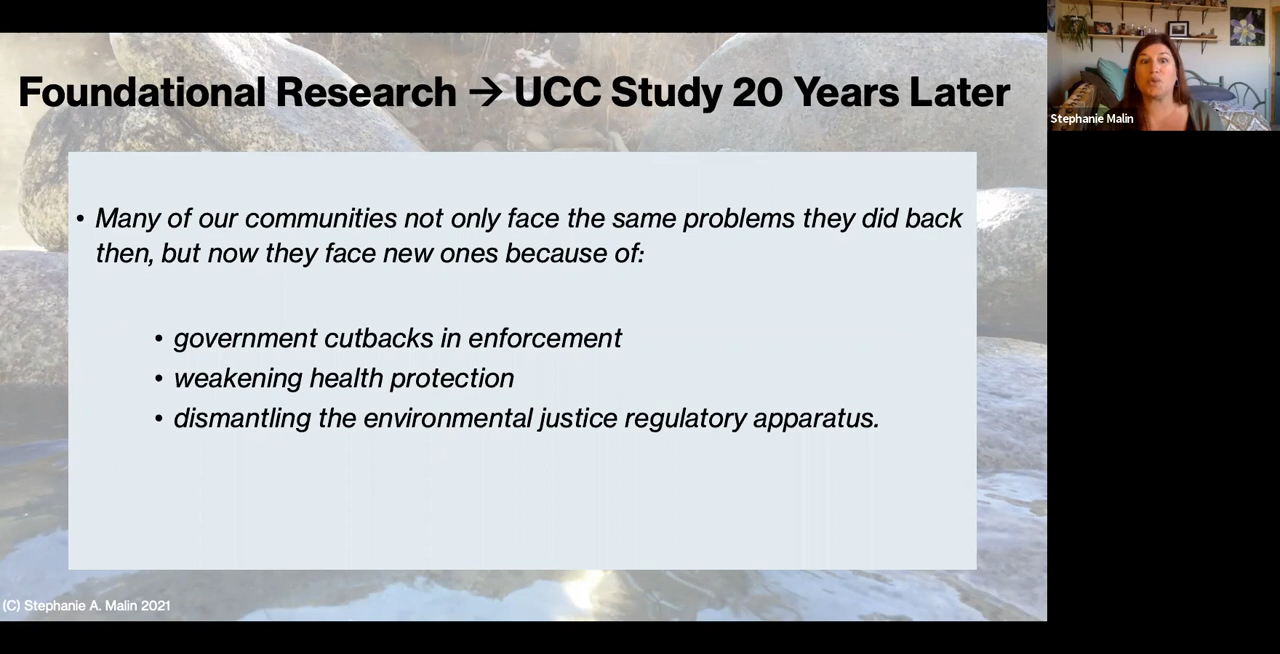 Foundational Research → UCC Study 20 Years Later
• Many of our communities not only face the same problems they did back
then, but now they face new ones because of:
• government cutbacks in enforcement
• weakening health protection
• dismantling the environmental justice regulatory apparatus.
(C) Stephanie A. Malin 2021
Stephanie Malin